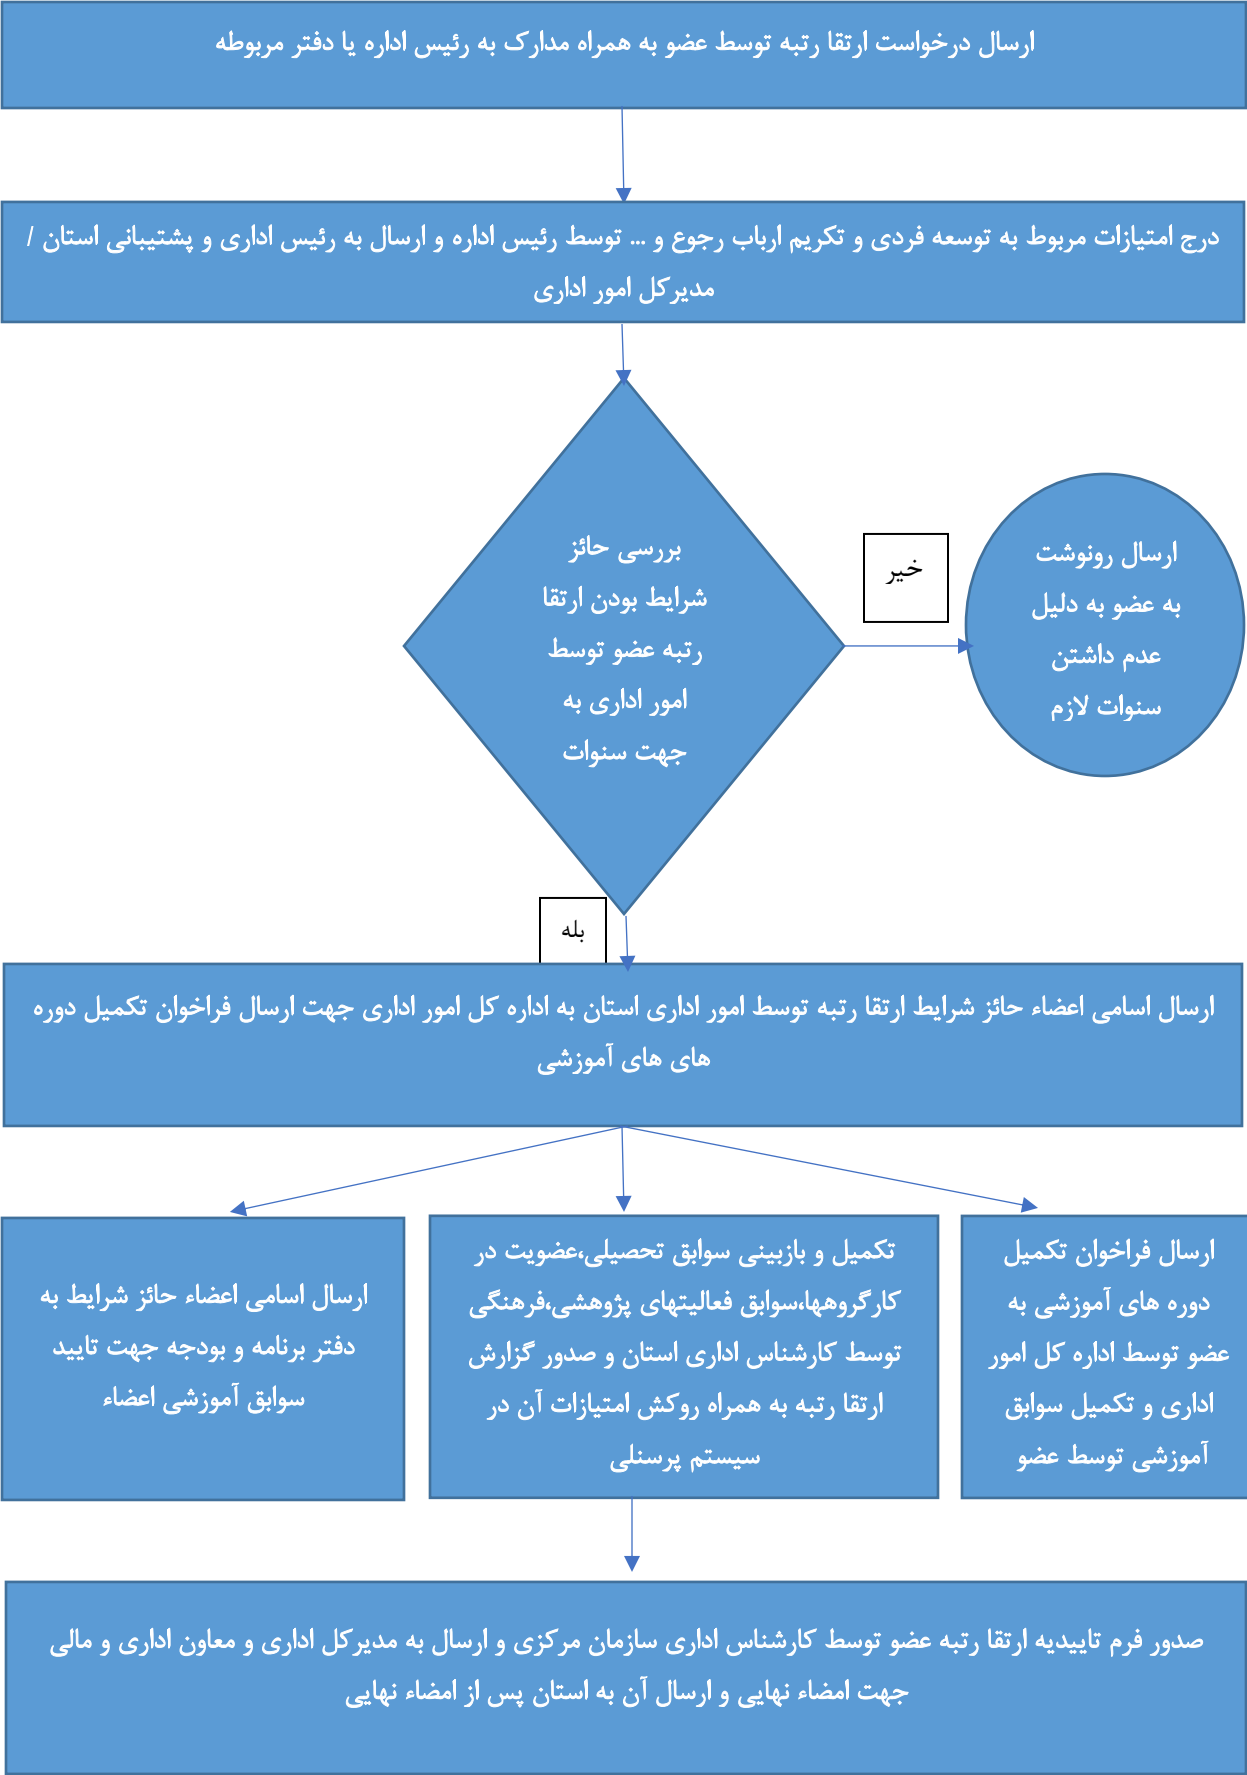 ارسال درخواست ارتقا رتبه توسط عضو به همراه مدارک به رئیس اداره یا دفتر مربوطه
درج امتیازات مربوط به توسعه فردی و تکریم ارباب رجوع و ... توسط رئیس اداره و ارسال به رئیس اداری و پشتیبانی استان /
مدیرکل امور اداری
بررسی حائز
شرایط بودن ارتقا
رتبه عضو توسط
امور اداری به
جهت سنوات
خیر
ارسال رونوشت
به عضو به دلیل
عدم داشتن
سنوات لازم
بله
ارسال اسامی اعضاء حائز شرایط ارتقا رتبه توسط امور اداری استان به اداره کل امور اداری جهت ارسال فراخوان تکمیل دوره
های های آموزشی
ارسال فراخوان تکمیل
دوره های آموزشی به
عضو توسط اداره کل امور
اداری و تکمیل سوابق
آموزشی توسط عضو
تکمیل و بازبینی سوابق تحصیلی،عضویت در
کارگروهها،سوابق فعالیتهای پژوهشی،فرهنگی
توسط کارشناس اداری استان و صدور گزارش
ارتقا رتبه به همراه روکش امتیازات آن در
سیستم پرسنلی
ارسال اسامی اعضاء حائز شرایط به
دفتر برنامه و بودجه جهت تایید
سوابق آموزشی اعضاء
صدور فرم تاییدیه ارتقا رتبه عضو توسط کارشناس اداری سازمان مرکزی و ارسال به مدیرکل اداری و معاون اداری و مالی
جهت امضاء نهایی و ارسال آن به استان پس از امضاء نهایی